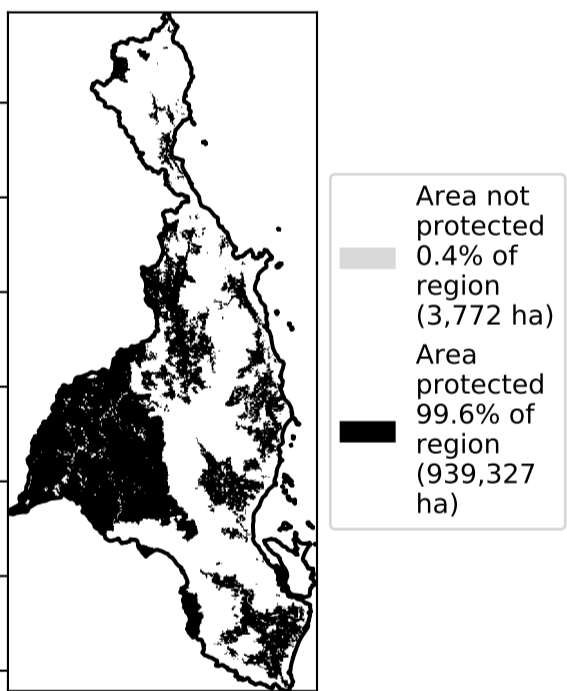 Area not
protected
0.4% of
region
(3,772 ha)
Area
protected
99.6% of
region
(939,327
ha)